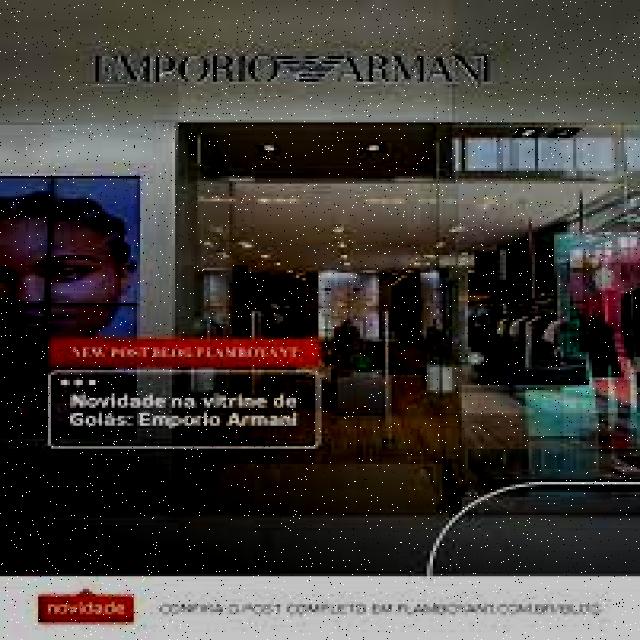 EMPORIO ARMANI
NEW POST BLOG FLAMBOYANT
Novidade na vitrine de
Goiás: Emporio Armani
novidade
CONFIRA O POST COMPLETO EM FLAMBOYANT.COM.BR/BLOG